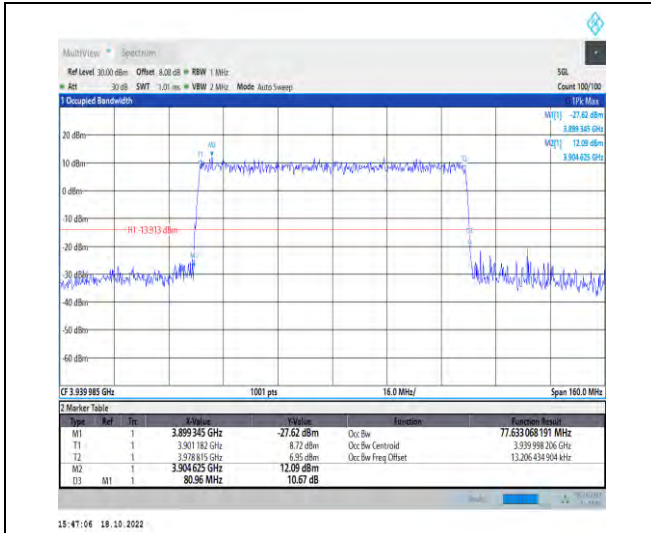 MultiView Spectrum
Ref Level 30.00 dBm Offset 8.08 dB RBW 1 MHz SGL
Att 30 dB SWT 1.01 ms VBW 2 MHz Mode Auto Sweep Count 100/100
1 Occupied Bandwidth 1Pk Max
M1[1] -27.62 dBm
3.899 345 GHz
M2[1] 12.09 dBm
3.904 625 GHz
20 dBm
M2
T1 T2
10 dBm
0 dBm
-10 dBm
H1 -13.913 dBm
D3
-20 dBm
M1
-30 dBm
-40 dBm
-50 dBm
-60 dBm
CF 3.939 985 GHz 1001 pts 16.0 MHz/ Span 160.0 MHz
2 Marker Table
Type Ref Trc X-Value Y-Value Function Function Result
M1 1 3.899 345 GHz -27.62 dBm Occ Bw 77.633 068 191 MHz
T1 1 3.901 182 GHz 8.72 dBm Occ Bw Centroid 3.939 998 206 GHz
T2 1 3.978 815 GHz 6.95 dBm Occ Bw Freq Offset 13.206 434 904 kHz
M2 1 3.904 625 GHz 12.09 dBm
D3 M1 1 80.96 MHz 10.67 dB
15:47:06 18.10.2022